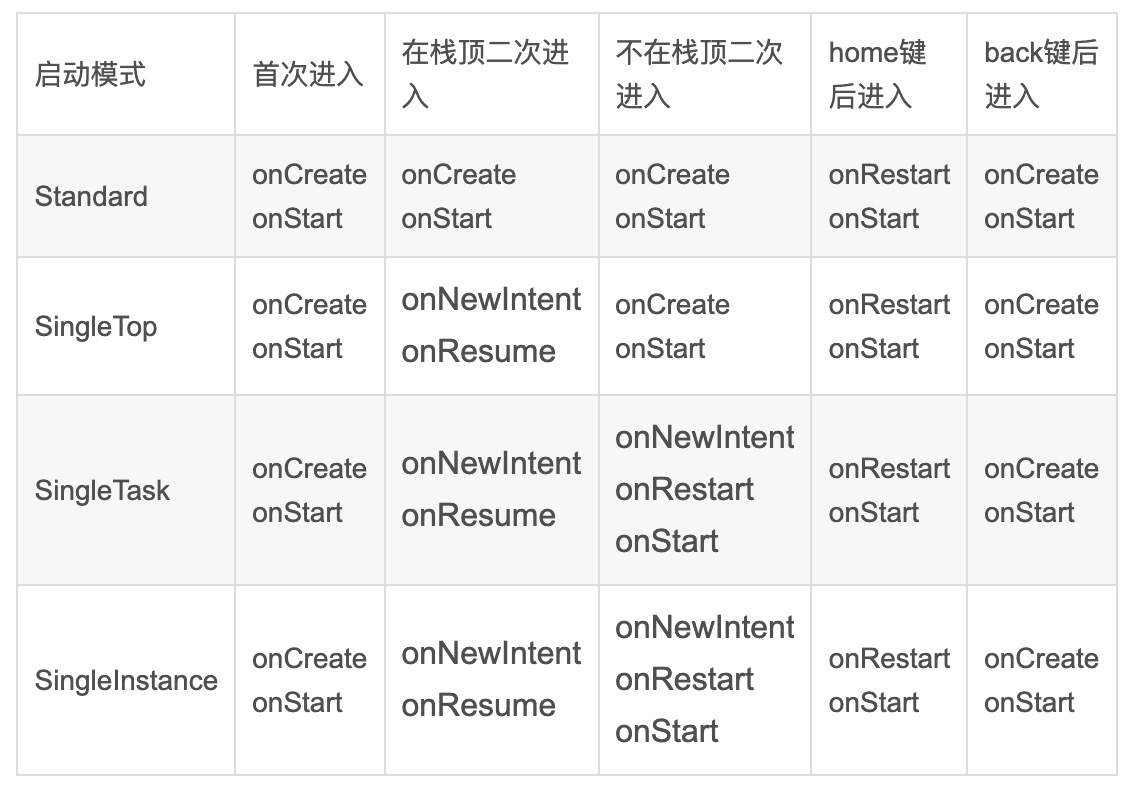 启动模式
首次进入
在栈顶二次进
入
不在栈顶二次
进入
home键
后进入
back键后
进入
Standard
onCreate
onStart
onCreate
onStart
onCreate
onStart
onRestart
onStart
onCreate
onStart
SingleTop
onCreate
onStart
onNewIntent
onResume
onCreate
onStart
onRestart
onStart
onCreate
onStart
SingleTask
onCreate
onStart
onNewIntent
onResume
onNewIntent
onRestart
onStart
onRestart
onStart
onCreate
onStart
SingleInstance
onCreate
onStart
onNewIntent
onResume
onNewIntent
onRestart
onStart
onRestart
onStart
onCreate
onStart